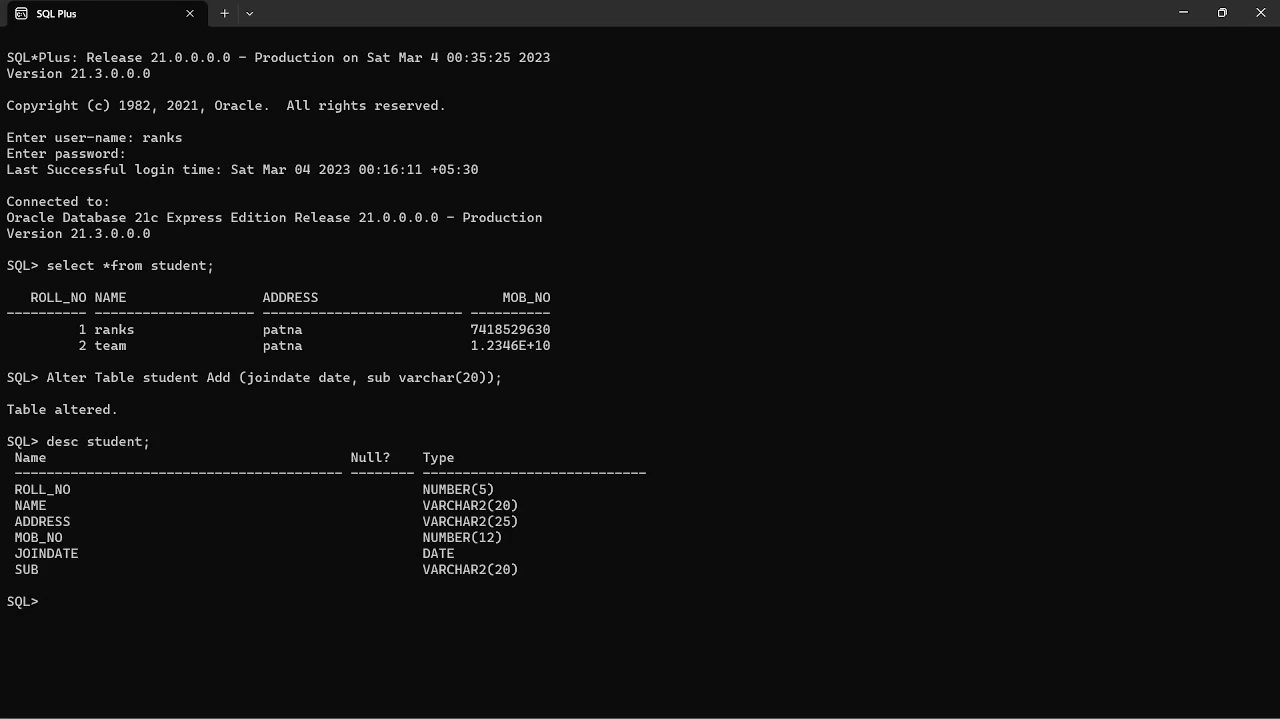 SQL Plus
SQL*Plus: Release 21.0.0.0.0 - Production on Sat Mar 4 00:35:25 2023
Version 21.3.0.0.0
Copyright (c) 1982, 2021, Oracle.  All rights reserved.
Enter user-name: ranks
Enter password:
Last Successful login time: Sat Mar 04 2023 00:16:11 +05:30
Connected to:
Oracle Database 21c Express Edition Release 21.0.0.0.0 - Production
Version 21.3.0.0.0
SQL> select *from student;
   ROLL_NO NAME                 ADDRESS                       MOB_NO
---------- -------------------- ------------------------- ----------
         1 ranks                patna                     7418529630
         2 team                 patna                     1.2346E+10
SQL> Alter Table student Add (joindate date, sub varchar(20));
Table altered.
SQL> desc student;
 Name                                      Null?    Type
 ----------------------------------------- -------- ----------------------------
 ROLL_NO                                            NUMBER(5)
 NAME                                               VARCHAR2(20)
 ADDRESS                                            VARCHAR2(25)
 MOB_NO                                             NUMBER(12)
 JOINDATE                                           DATE
 SUB                                                VARCHAR2(20)
SQL>